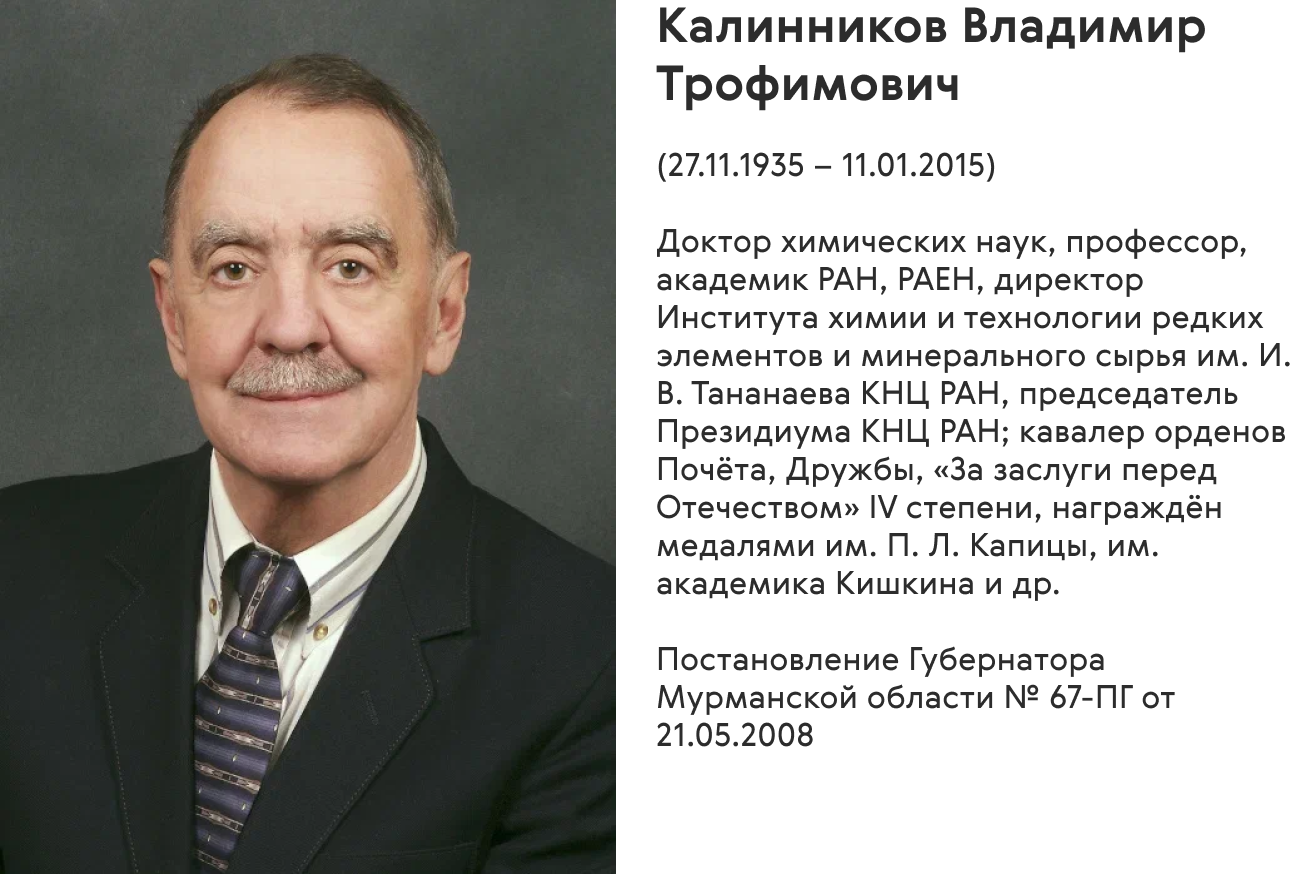 Калинников Владимир
Трофимович
(27.11.1935 – 11.01.2015)
Доктор химических наук, профессор,
академик РАН, РАЕН, директор
Института химии и технологии редких
элементов и минерального сырья им. И.
В. Тананаева КНЦ РАН, председатель
Президиума КНЦ РАН; кавалер орденов
Почёта, Дружбы, «За заслуги перед
Отечеством» IV степени, награждён
медалями им. П. Л. Капицы, им.
академика Кишкина и др.
Постановление Губернатора
Мурманской области № 67-ПГ от
21.05.2008